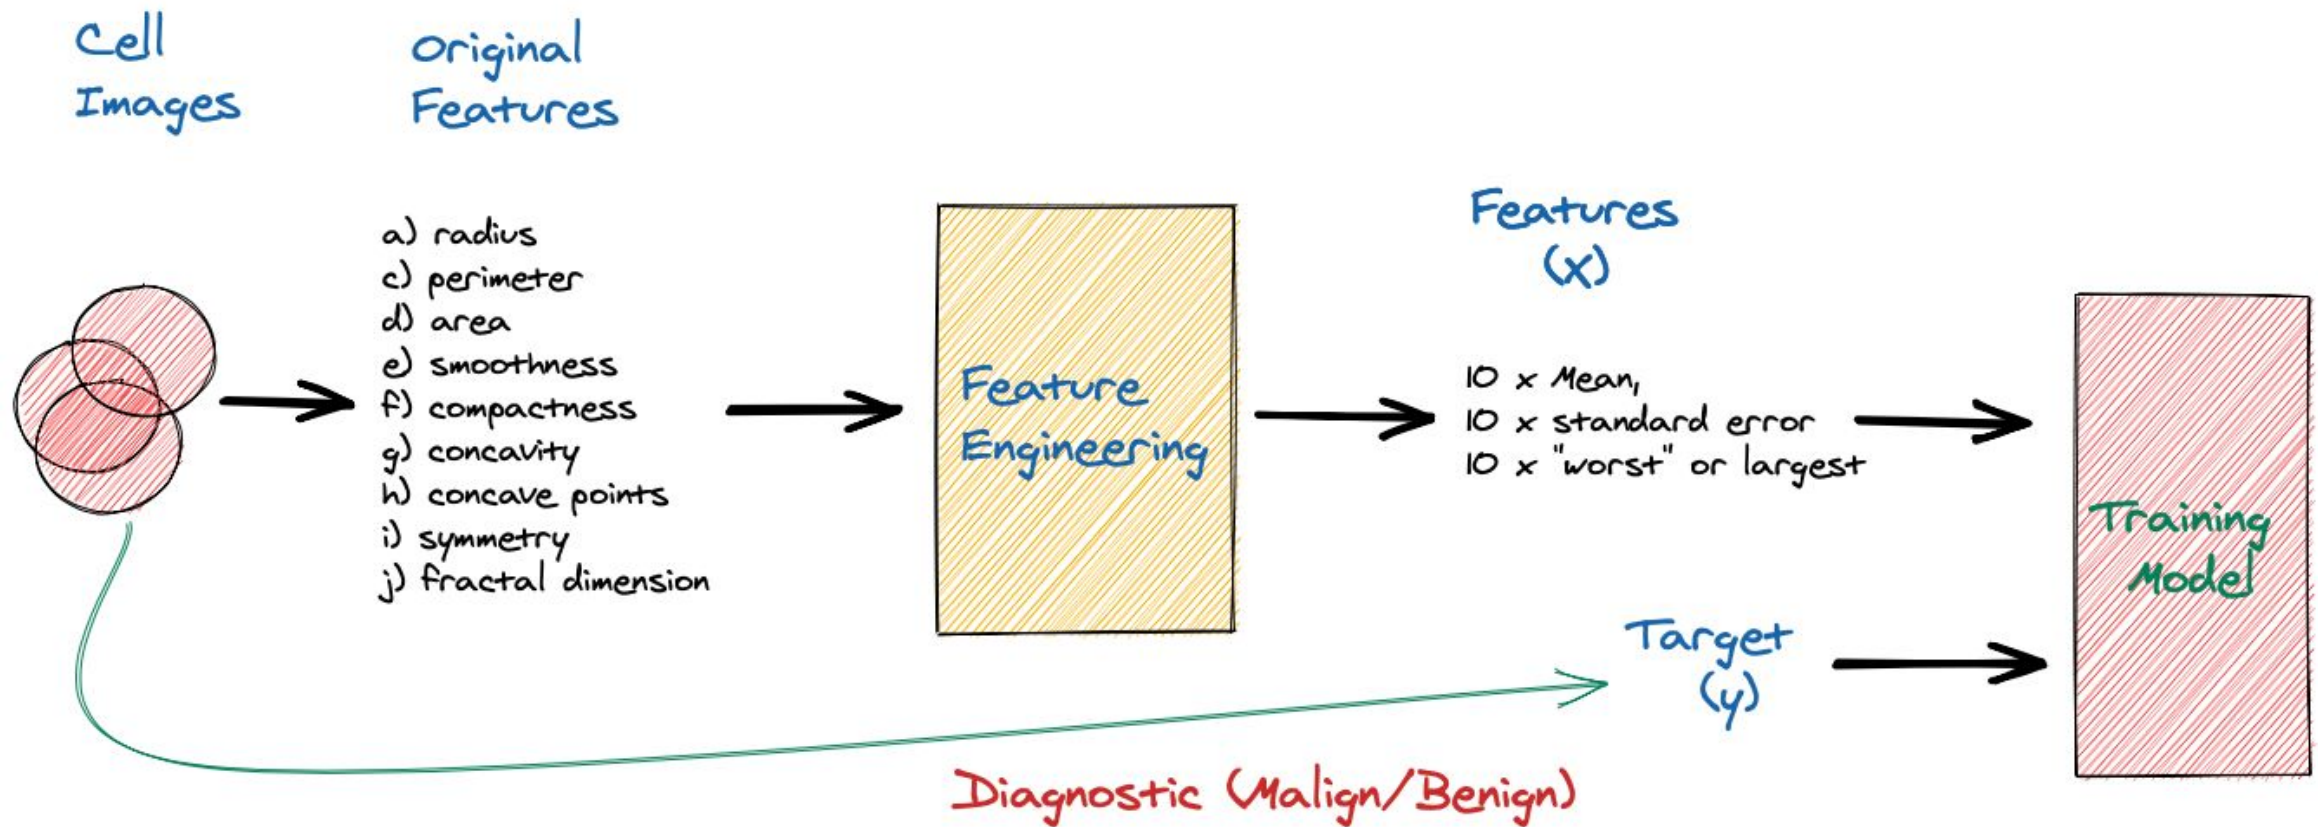 Cell
Images
Original
Features
a) radius
c) perimeter
d) area
e) smoothness
f) compactness
g) concavity
h) concave points
i) symmetry
j) fractal dimension
Feature
Engineering
Features
(x)
10 x Mean,
10 x standard error
10 x "worst" or largest
Target
(y)
Training
Model
Diagnostic (Malign/Benign)